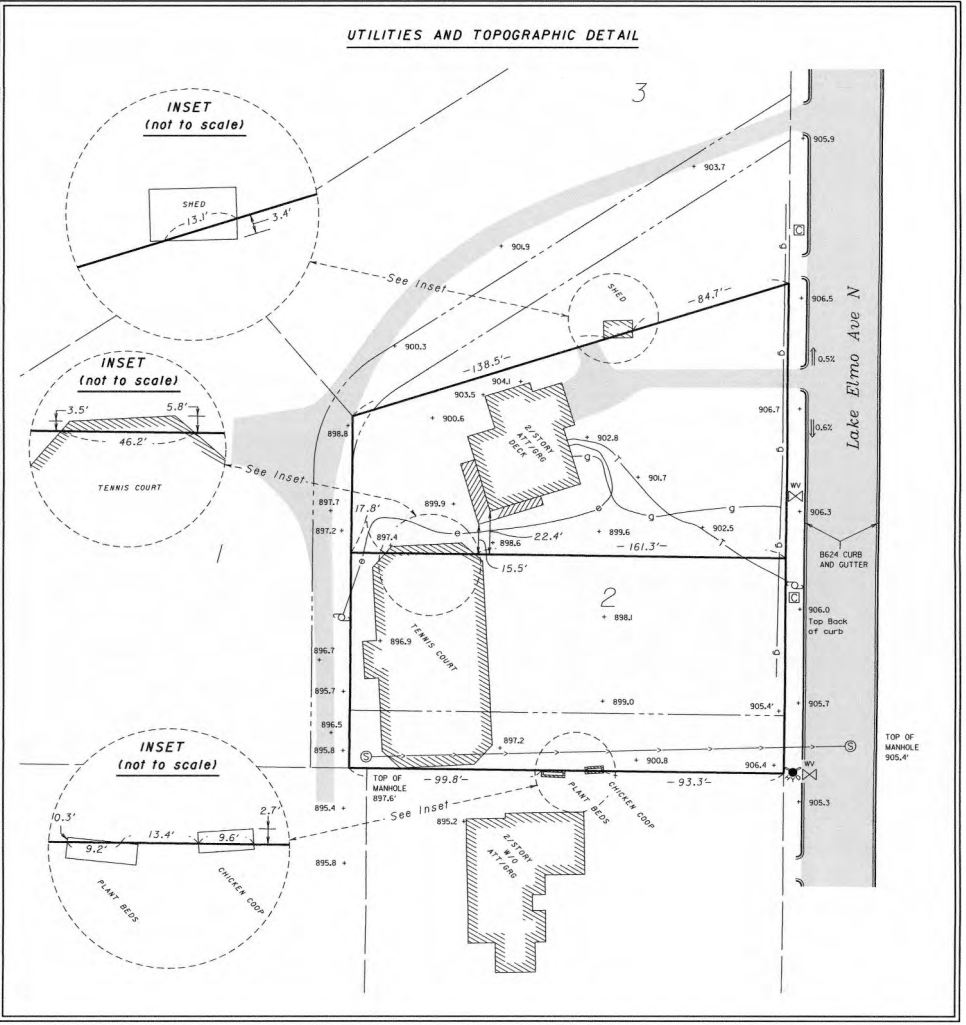 UTILITIES AND TOPOGRAPHIC DETAIL
3
INSET
(not to scale)
SHED
13.1'
3.4'
905.9
903.7
901.9
C
g
See Inset
SHED
84.7'
906.5
Lake Elmo Ave N
0.5%
900.3
138.5'
g
INSET
(not to scale)
3.5'
5.8'
46.2'
TENNIS COURT
904.1
903.5
900.6
898.8
2/STORY
ATT/GRG
DECK
906.7
0.6%
902.8
T
g
901.7
See Inset
WV
897.7
899.9
17.8'
e
g
g
906.3
897.2
897.4
e
898.6
22.4'
899.6
902.5
161.3'
T
g
B624 CURB
AND GUTTER
15.5'
e
2
C
898.1
906.0
Top Back
of curb
TENNIS COURT
896.9
896.7
g
895.7
899.0
905.4'
905.7
896.5
895.8
897.2
S
S
TOP OF
MANHOLE
905.4'
INSET
(not to scale)
900.8
906.4
WV
TOP OF
MANHOLE
897.6'
99.8'
93.3'
PLANT BEDS
CHICKEN COOP
905.3
895.4
See Inset
895.2
0.3'
13.4'
2.7'
9.2'
9.6'
PLANT BEDS
CHICKEN COOP
2/STORY
W/O
ATT/GRG
895.8